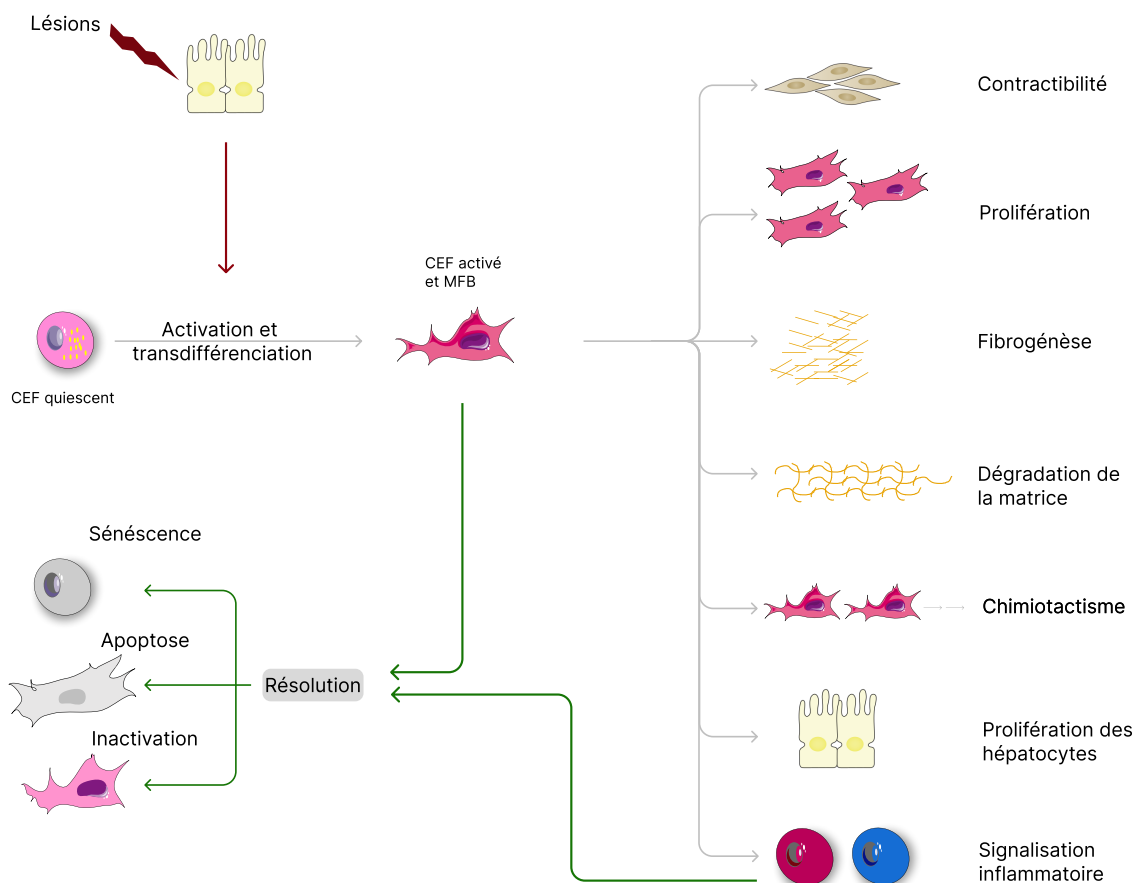 Lésions
Contractibilité
Prolifération
CEF activé
et MFB
Activation et
transdifférenciation
CEF quiescent
Fibrogénèse
Dégradation de
la matrice
Sénéscence
Chimiotactisme
Apoptose
Résolution
Inactivation
Prolifération des
hépatocytes
Signalisation
inflammatoire